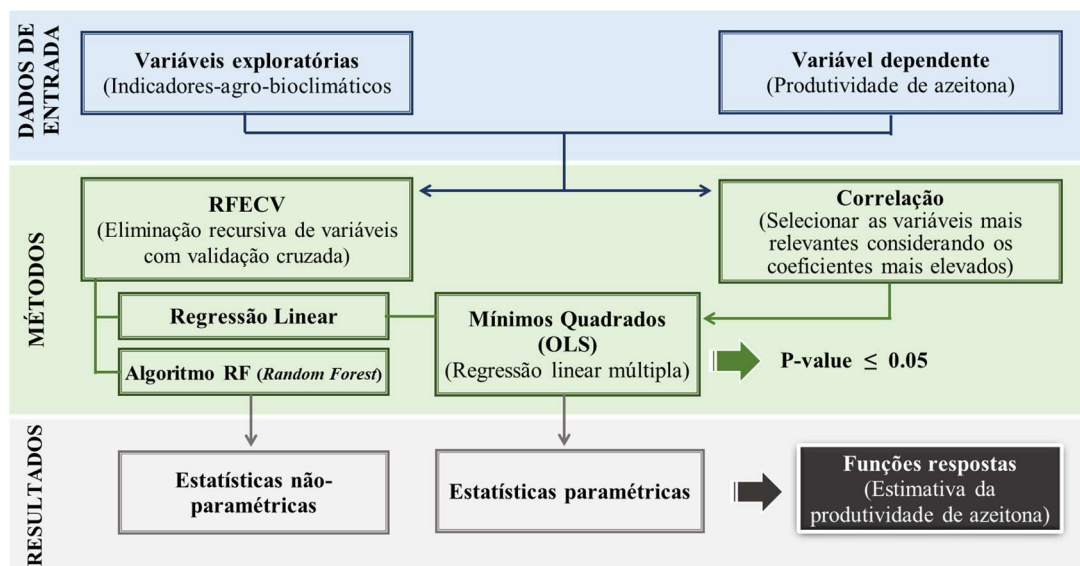 DADOS DE
ENTRADA
Variáveis exploratórias
(Indicadores-agro-bioclimáticos
Variável dependente
(Produtividade de azeitona)
MÉTODOS
RFECV
(Eliminação recursiva de variáveis
com validação cruzada)
Correlação
(Selecionar as variáveis mais
relevantes considerando os
coeficientes mais elevados)
Regressão Linear
Algoritmo RF (Random Forest)
Mínimos Quadrados
(OLS)
(Regressão linear múltipla)
P-value ≤ 0.05
RESULTADOS
Estatísticas não-
paramétricas
Estatísticas paramétricas
Funções respostas
(Estimativa da
produtividade de azeitona)